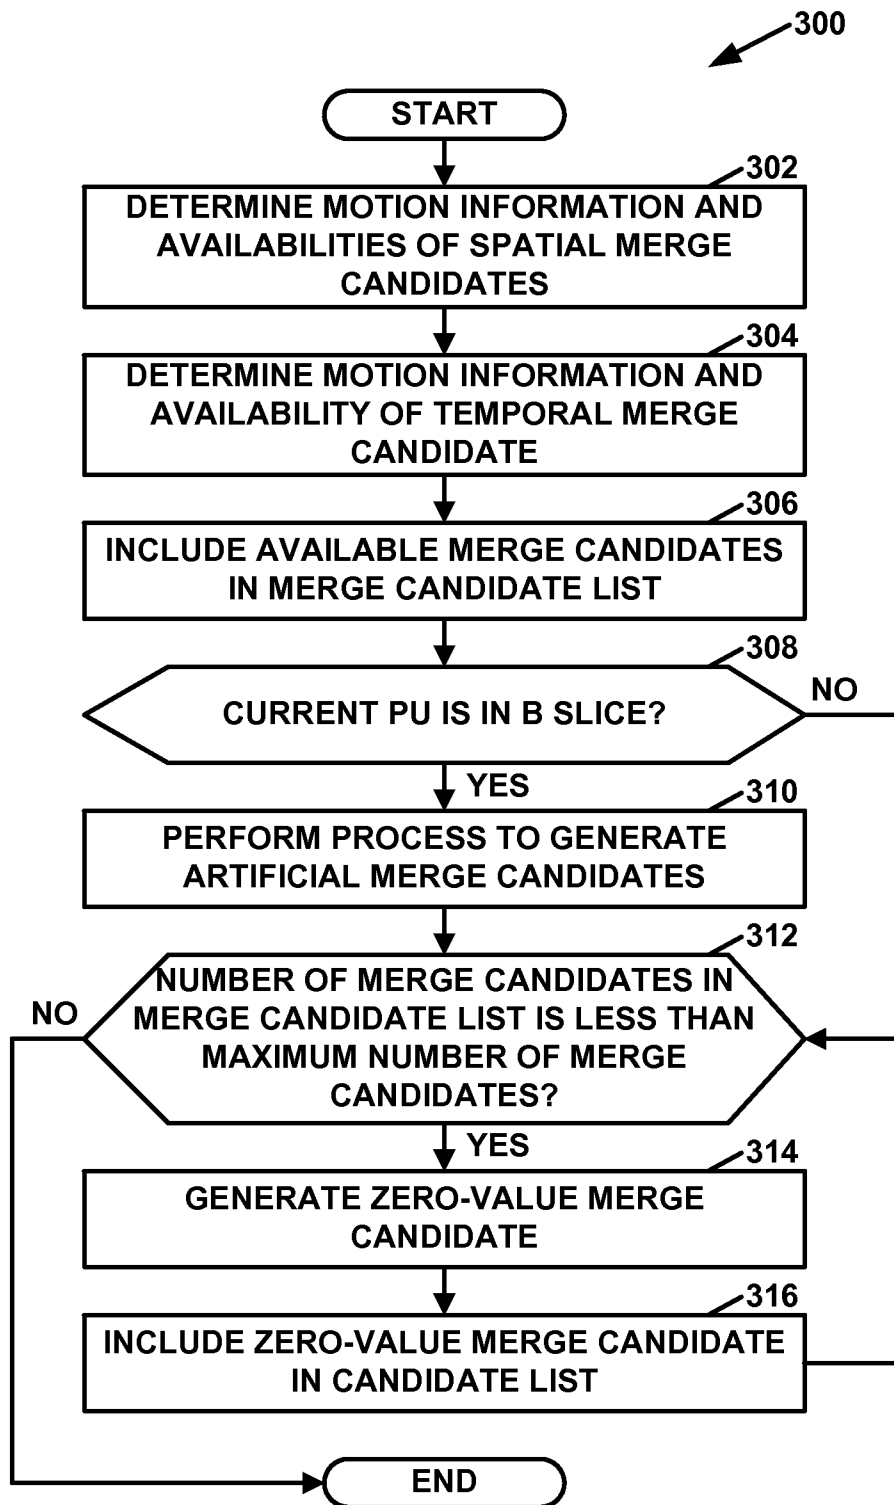 300
START
302
DETERMINE MOTION INFORMATION AND
AVAILABILITIES OF SPATIAL MERGE
CANDIDATES
304
DETERMINE MOTION INFORMATION AND
AVAILABILITY OF TEMPORAL MERGE
CANDIDATE
306
INCLUDE AVAILABLE MERGE CANDIDATES
IN MERGE CANDIDATE LIST
308
CURRENT PU IS IN B SLICE?
NO
YES
310
PERFORM PROCESS TO GENERATE
ARTIFICIAL MERGE CANDIDATES
312
NUMBER OF MERGE CANDIDATES IN
MERGE CANDIDATE LIST IS LESS THAN
MAXIMUM NUMBER OF MERGE
CANDIDATES?
NO
YES
314
GENERATE ZERO-VALUE MERGE
CANDIDATE
316
INCLUDE ZERO-VALUE MERGE CANDIDATE
IN CANDIDATE LIST
END